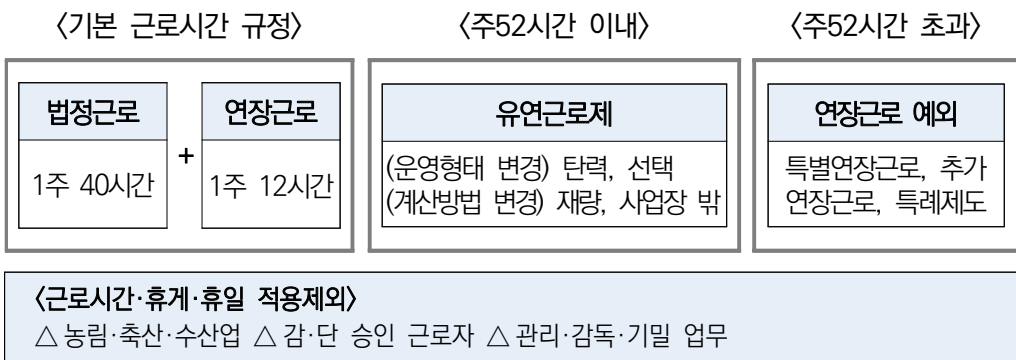 〈기본 근로시간 규정〉
법정근로
1주 40시간
+
연장근로
1주 12시간
〈주52시간 이내〉
유연근로제
(운영형태 변경) 탄력, 선택
(계산방법 변경) 재량, 사업장 밖
〈주52시간 초과〉
연장근로 예외
특별연장근로, 추가
연장근로, 특례제도
〈근로시간·휴게·휴일 적용제외〉
△ 농림·축산·수산업 △ 감·단 승인 근로자 △ 관리·감독·기밀 업무